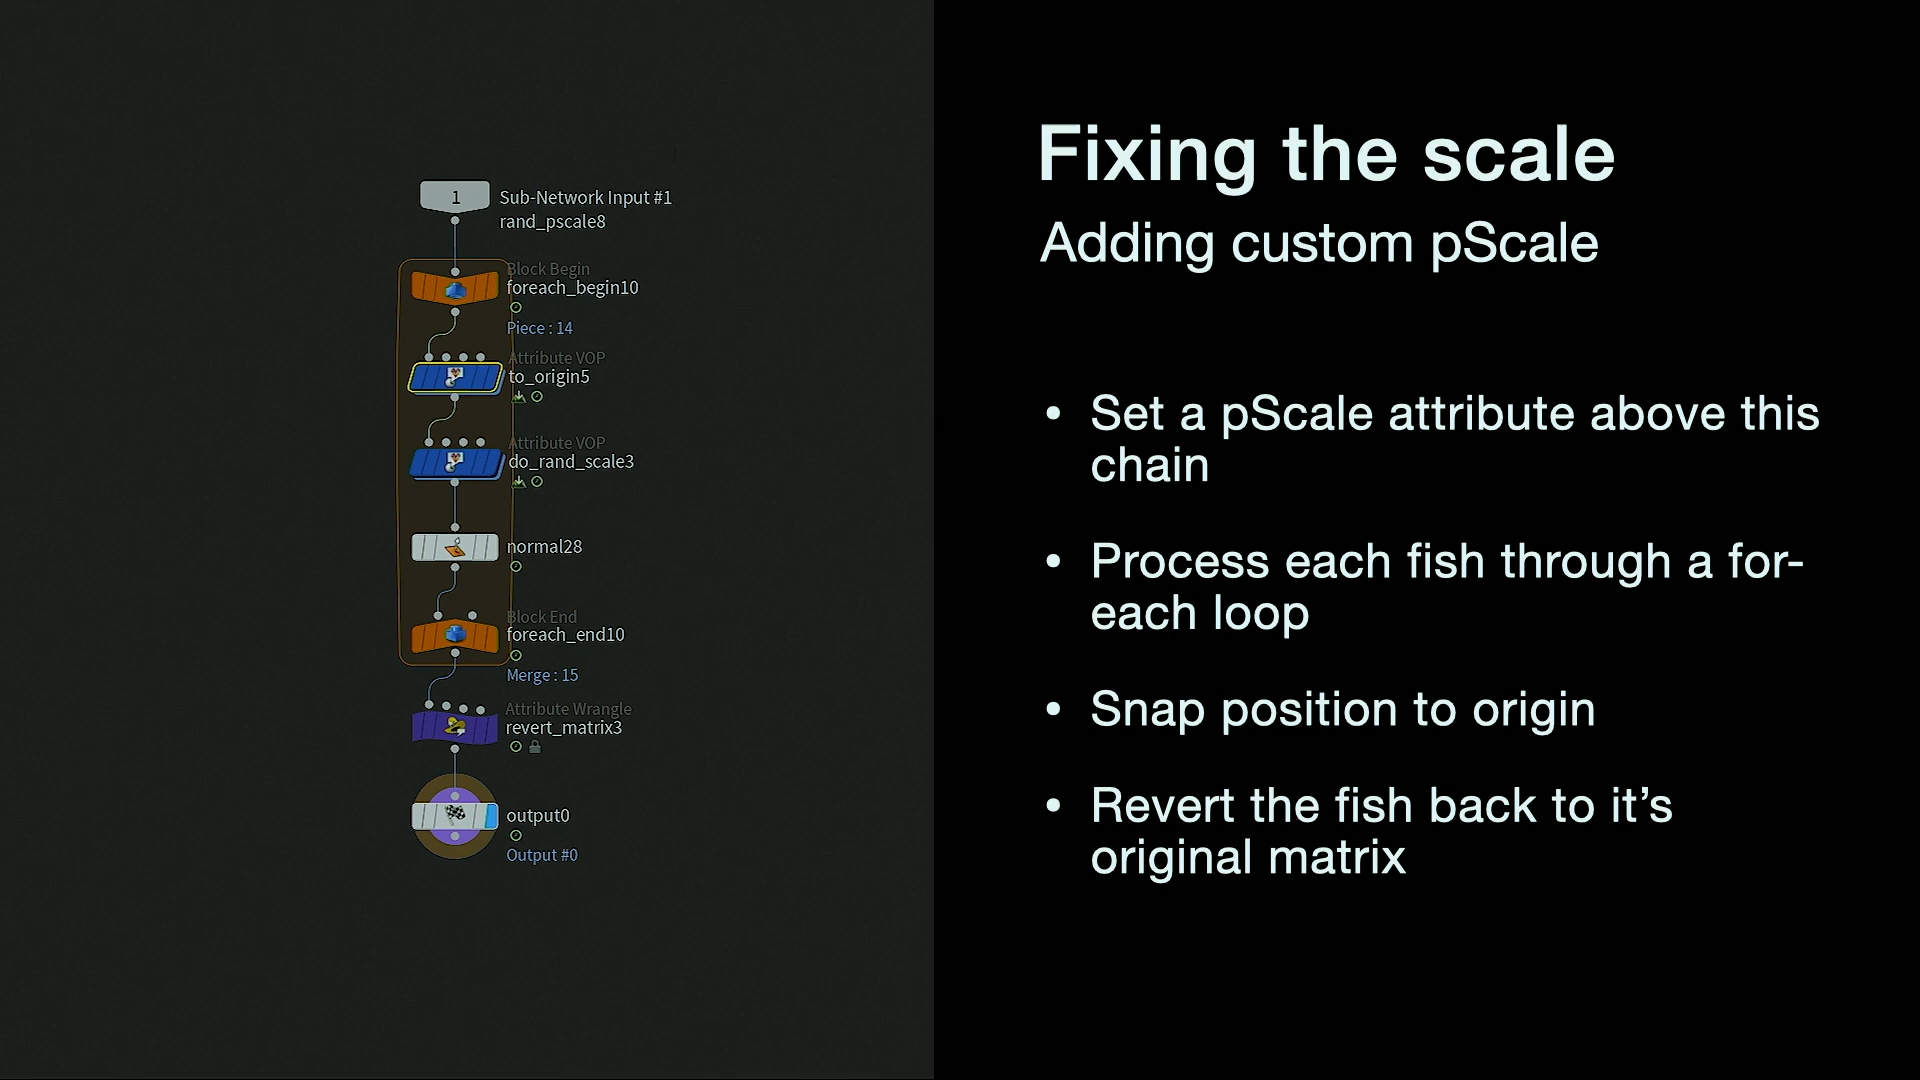 1
Sub-Network Input #1
rand_pscale8
Block Begin
foreach_begin10
Piece : 14
Attribute VOP
to_origin5
Attribute VOP
do_rand_scale3
normal28
Block End
foreach_end10
Merge : 15
Attribute Wrangle
revert_matrix3
output0
Output #0
Fixing the scale
Adding custom pScale
• Set a pScale attribute above this
chain
• Process each fish through a for-
each loop
• Snap position to origin
• Revert the fish back to it’s
original matrix